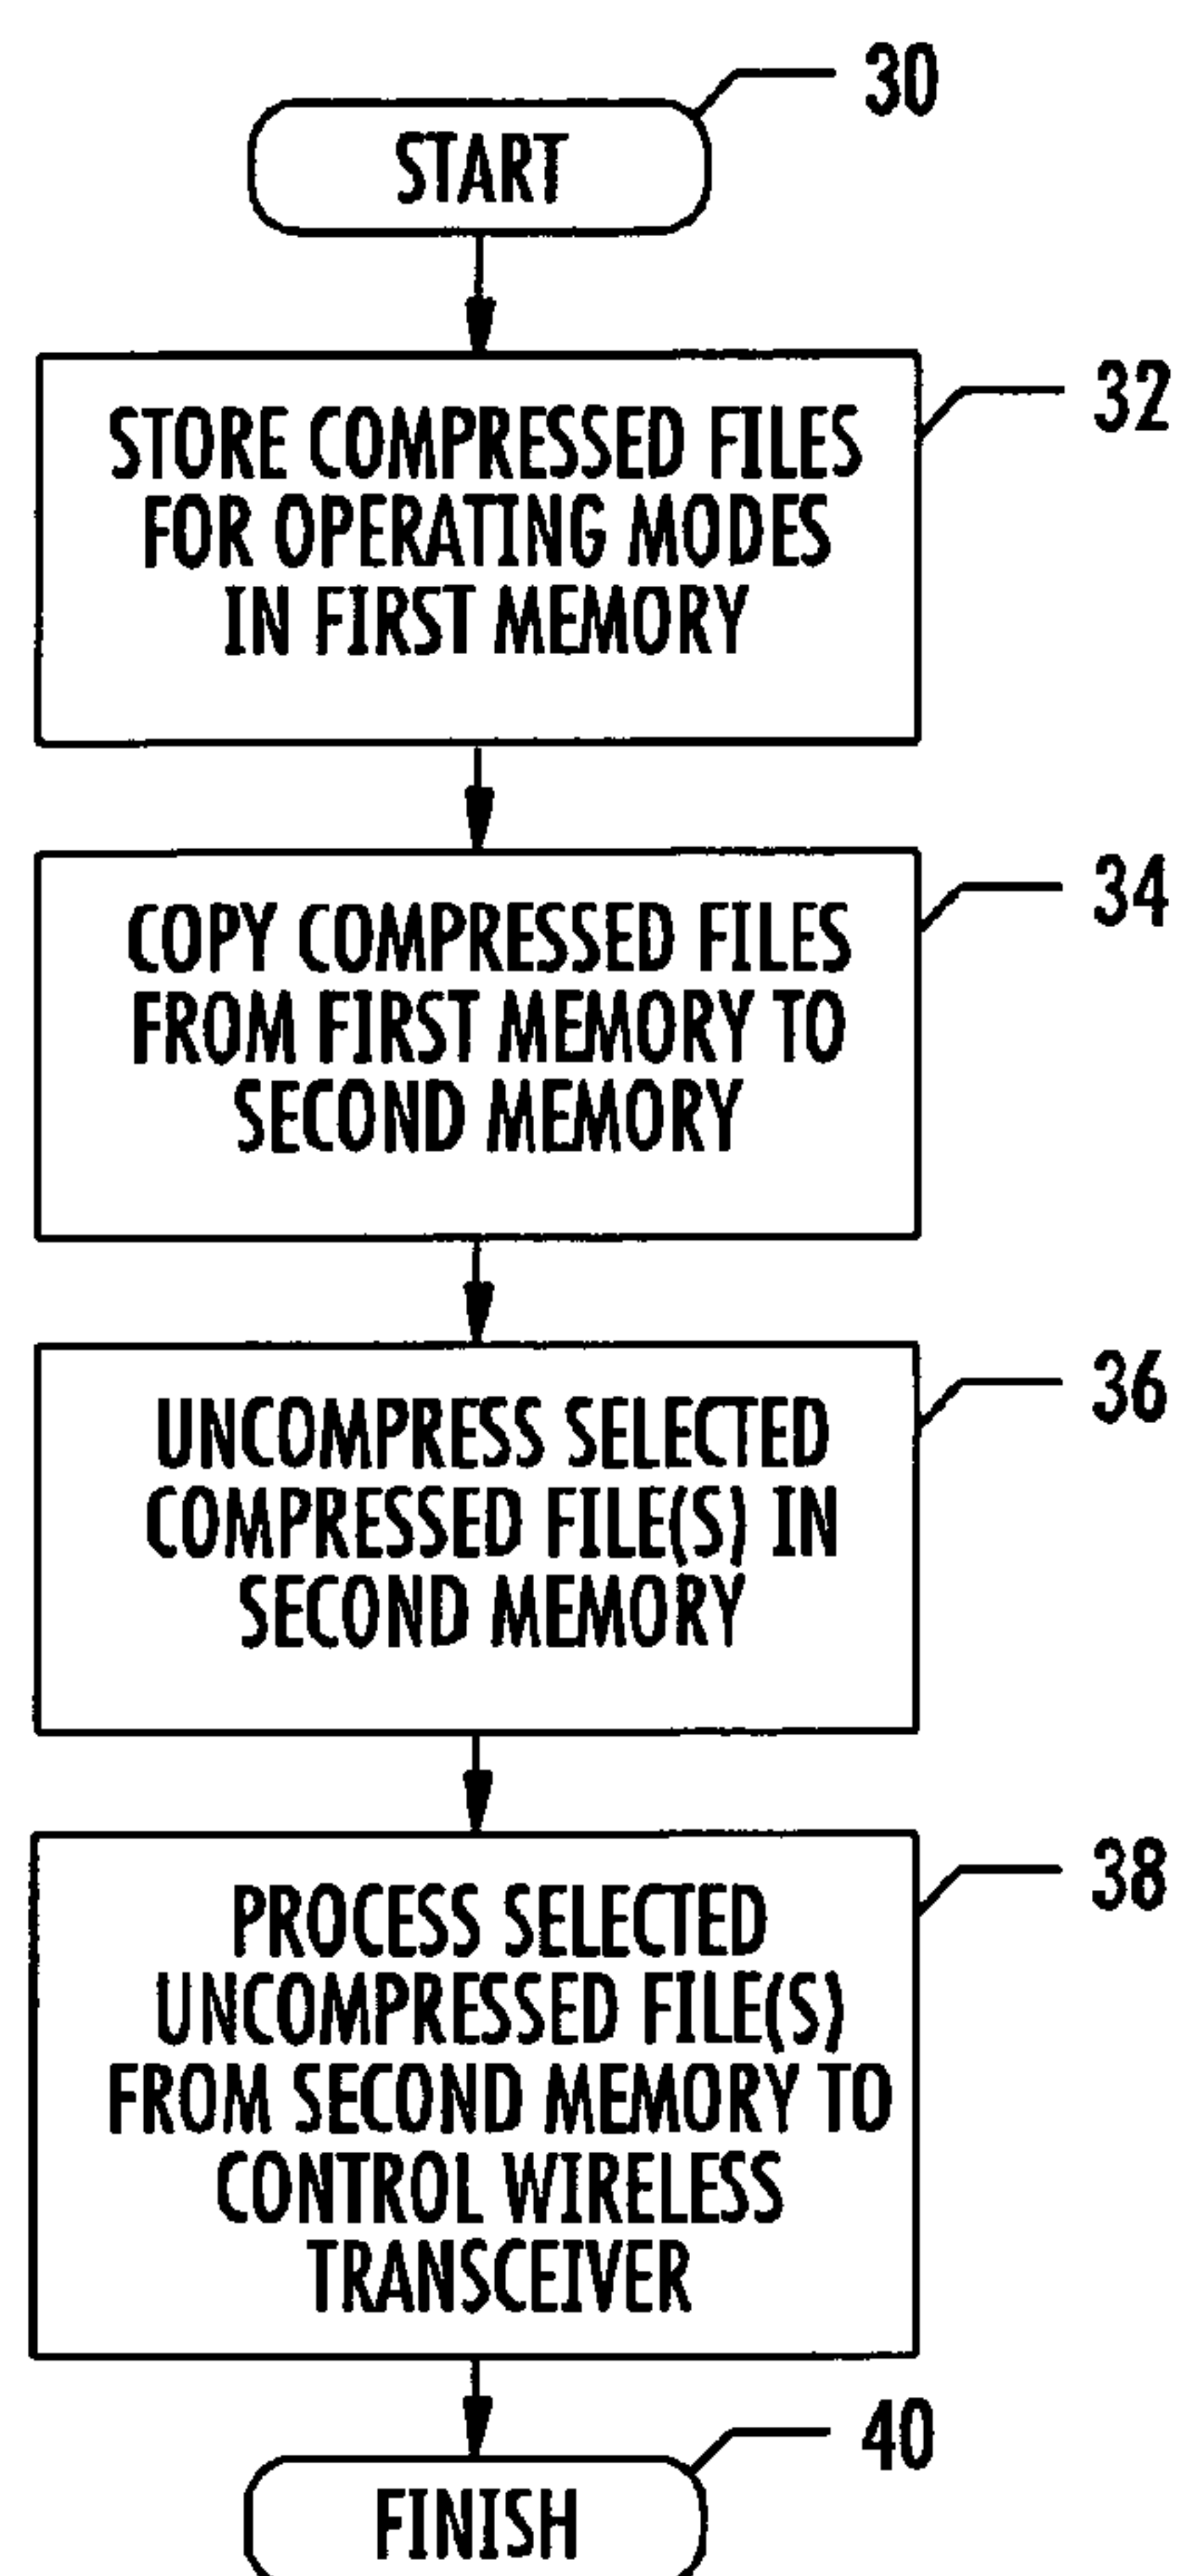 30
START
32
STORE COMPRESSED FILES
FOR OPERATING MODES
IN FIRST MEMORY
34
COPY COMPRESSED FILES
FROM FIRST MEMORY TO
SECOND MEMORY
36
UNCOMPRESS SELECTED
COMPRESSED FILE(S) IN
SECOND MEMORY
38
PROCESS SELECTED
UNCOMPRESSED FILE(S)
FROM SECOND MEMORY TO
CONTROL WIRELESS
TRANSCEIVER
40
FINISH